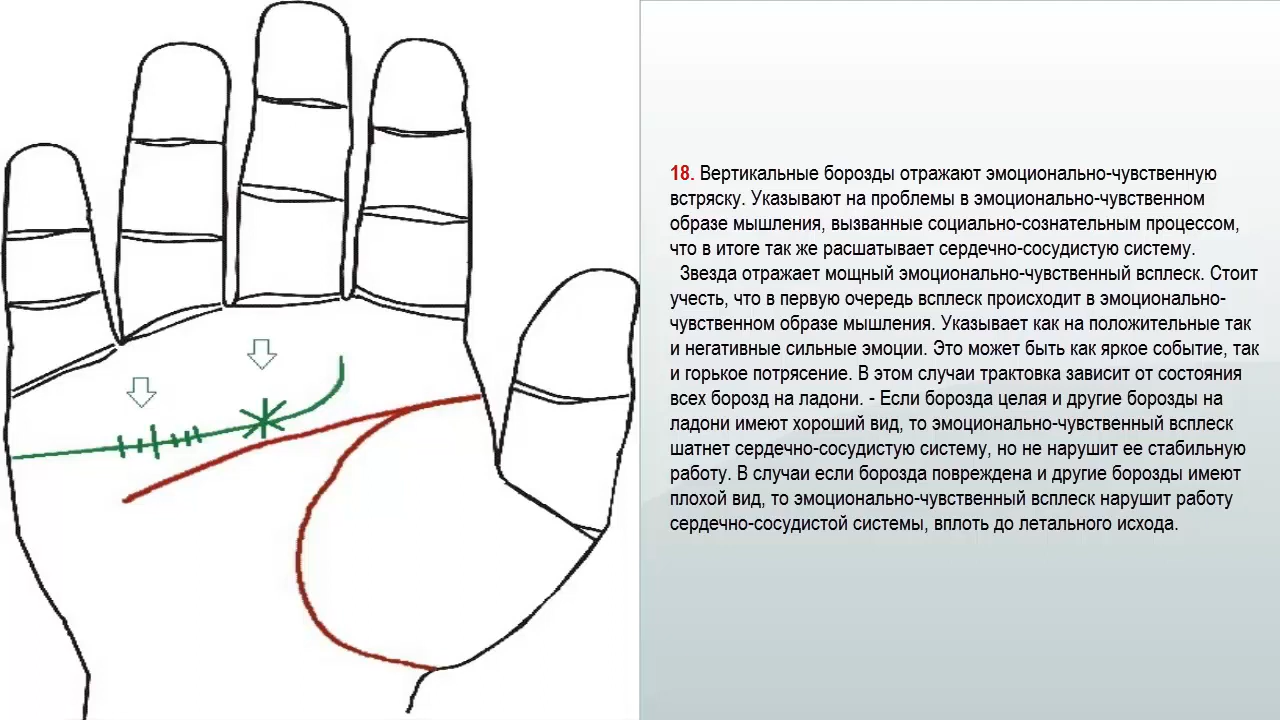 18. Вертикальные борозды отражают эмоционально-чувственную
встряску. Указывают на проблемы в эмоционально-чувственном
образе мышления, вызванные социально-сознательным процессом,
что в итоге так же расшатывает сердечно-сосудистую систему.
Звезда отражает мощный эмоционально-чувственный всплеск. Стоит
учесть, что в первую очередь всплеск происходит в эмоционально-
чувственном образе мышления. Указывает как на положительные так
и негативные сильные эмоции. Это может быть как яркое событие, так
и горькое потрясение. В этом случаи трактовка зависит от состояния
всех борозд на ладони. - Если борозда целая и другие борозды на
ладони имеют хороший вид, то эмоционально-чувственный всплеск
шатнет сердечно-сосудистую систему, но не нарушит ее стабильную
работу. В случаи если борозда повреждена и другие борозды имеют
плохой вид, то эмоционально-чувственный всплеск нарушит работу
сердечно-сосудистой системы, вплоть до летального исхода.